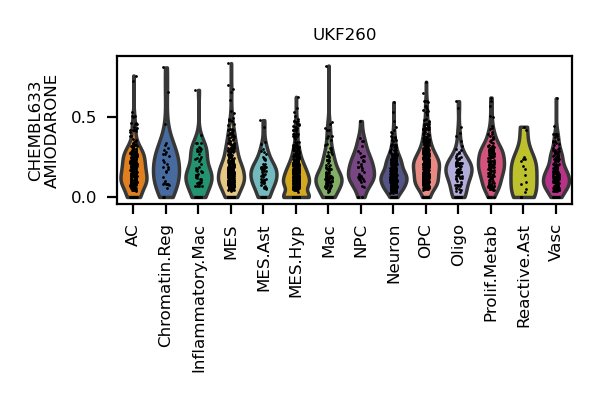 UKF260
CHEMBL633
AMIODARONE
0.5
0.0
AC
Chromatin.Reg
Inflammatory.Mac
MES
MES.Ast
MES.Hyp
Mac
NPC
Neuron
OPC
Oligo
Prolif.Metab
Reactive.Ast
Vasc